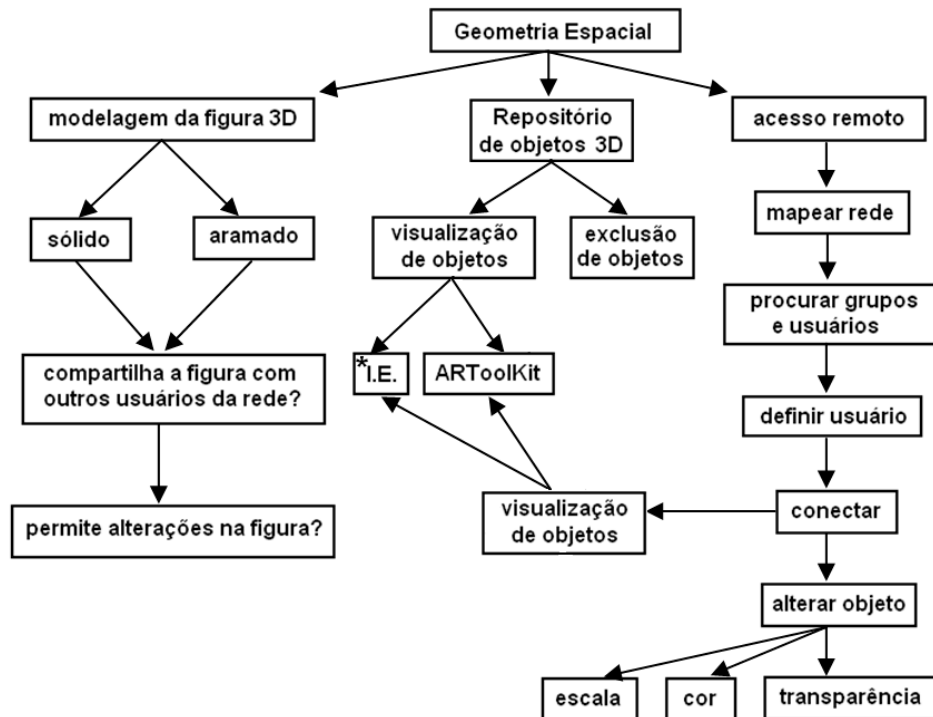 Geometria Espacial
modelagem da figura 3D
Repositório
de objetos 3D
acesso remoto
sólido
aramado
visualização
de objetos
exclusão
de objetos
mapear rede
procurar grupos
e usuários
compartilha a figura com
outros usuários da rede?
*I.E.
ARToolKit
definir usuário
permite alterações na figura?
visualização
de objetos
conectar
alterar objeto
escala
cor
transparência